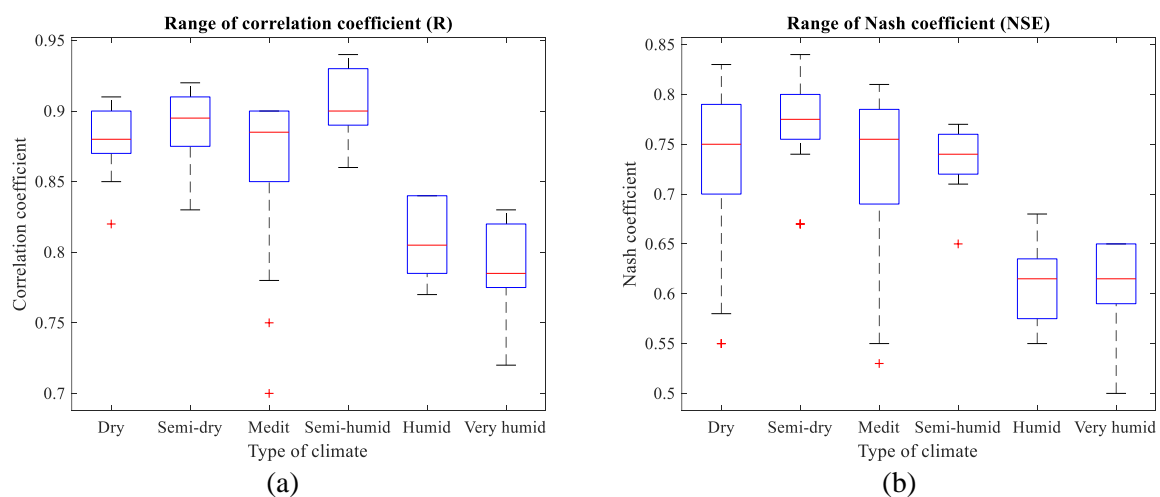 Range of correlation coefficient (R)
0.95
0.9
0.85
0.8
0.75
0.7
Correlation coefficient
Dry Semi-dry Medit Semi-humid Humid Very humid
Type of climate
(a)
Range of Nash coefficient (NSE)
0.85
0.8
0.75
0.7
0.65
0.6
0.55
0.5
Nash coefficient
Dry Semi-dry Medit Semi-humid Humid Very humid
Type of climate
(b)